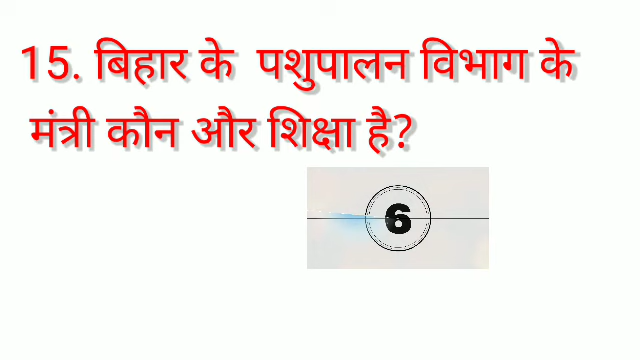 15. बिहार के पशुपालन विभाग के
मंत्री कौन और शिक्षा है?
6